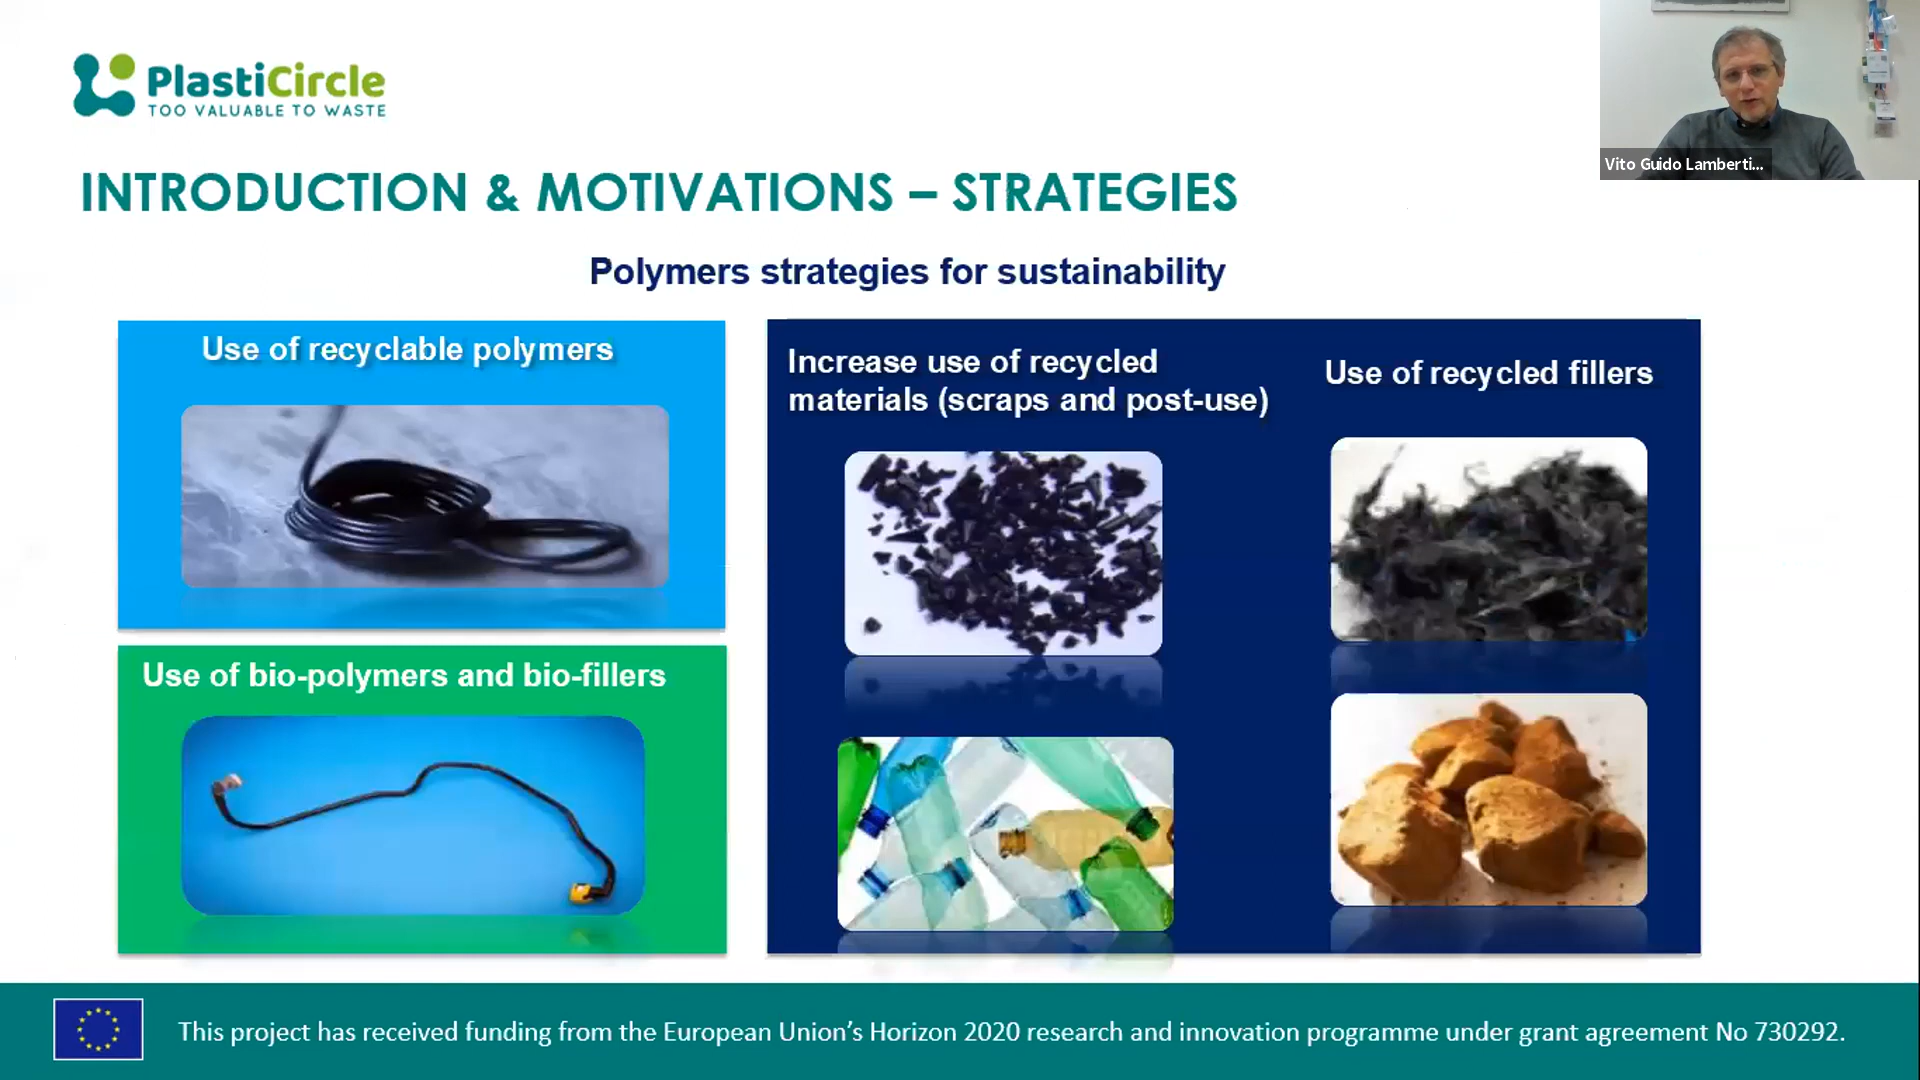 PlastiCircle
TOO VALUABLE TO WASTE
Vito Guido Lamberti...
INTRODUCTION & MOTIVATIONS – STRATEGIES
Polymers strategies for sustainability
Use of recyclable polymers
Increase use of recycled
materials (scraps and post-use)
Use of recycled fillers
Use of bio-polymers and bio-fillers
This project has received funding from the European Union’s Horizon 2020 research and innovation programme under grant agreement No 730292.